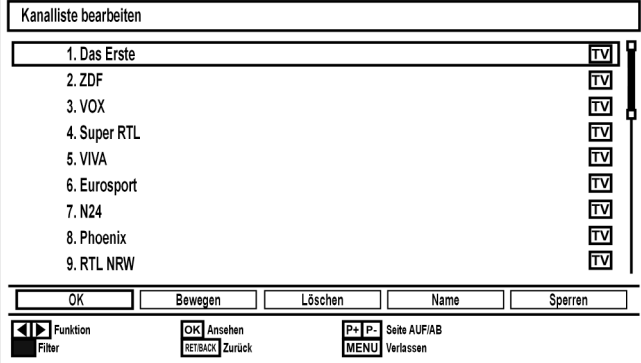 Kanalliste bearbeiten
1. Das Erste TV
2. ZDF TV
3. VOX TV
4. Super RTL TV
5. VIVA TV
6. Eurosport TV
7. N24 TV
8. Phoenix TV
9. RTL NRW TV
OK Bewegen Löschen Name Sperren
Funktion OK Ansehen P+ P- Seite AUF/AB
Filter RET/BACK Zurück MENU Verlassen